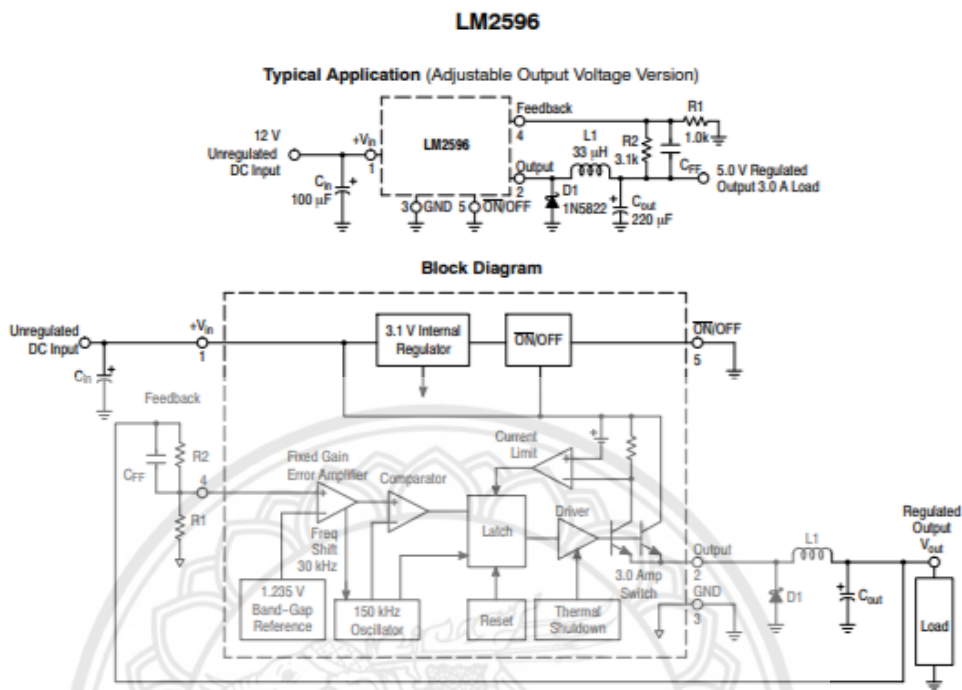 LM2596
Typical Application (Adjustable Output Voltage Version)
Feedback
4
R1
1.0k
12 V
Unregulated
DC Input
+Vin
1
LM2596
L1
33 μH
R2
3.1k
CFF
Output
2
5.0 V Regulated
Output 3.0 A Load
Cin
100 μF
+
3 GND
5 ON/OFF
D1
1N5822
+
Cout
220 μF
Block Diagram
Unregulated
DC Input
+Vin
1
3.1 V Internal
Regulator
ON/OFF
ON/OFF
5
Cin
+
Feedback
CFF
R2
4
R1
Fixed Gain
Error Amplifier
Comparator
Current
Limit
+
Latch
Driver
Freq
Shift
30 kHz
3.0 Amp
Switch
1.235 V
Band-Gap
Reference
150 kHz
Oscillator
Reset
Thermal
Shutdown
Output
2
GND
3
L1
D1
+
Cout
Regulated
Output
Vout
Load